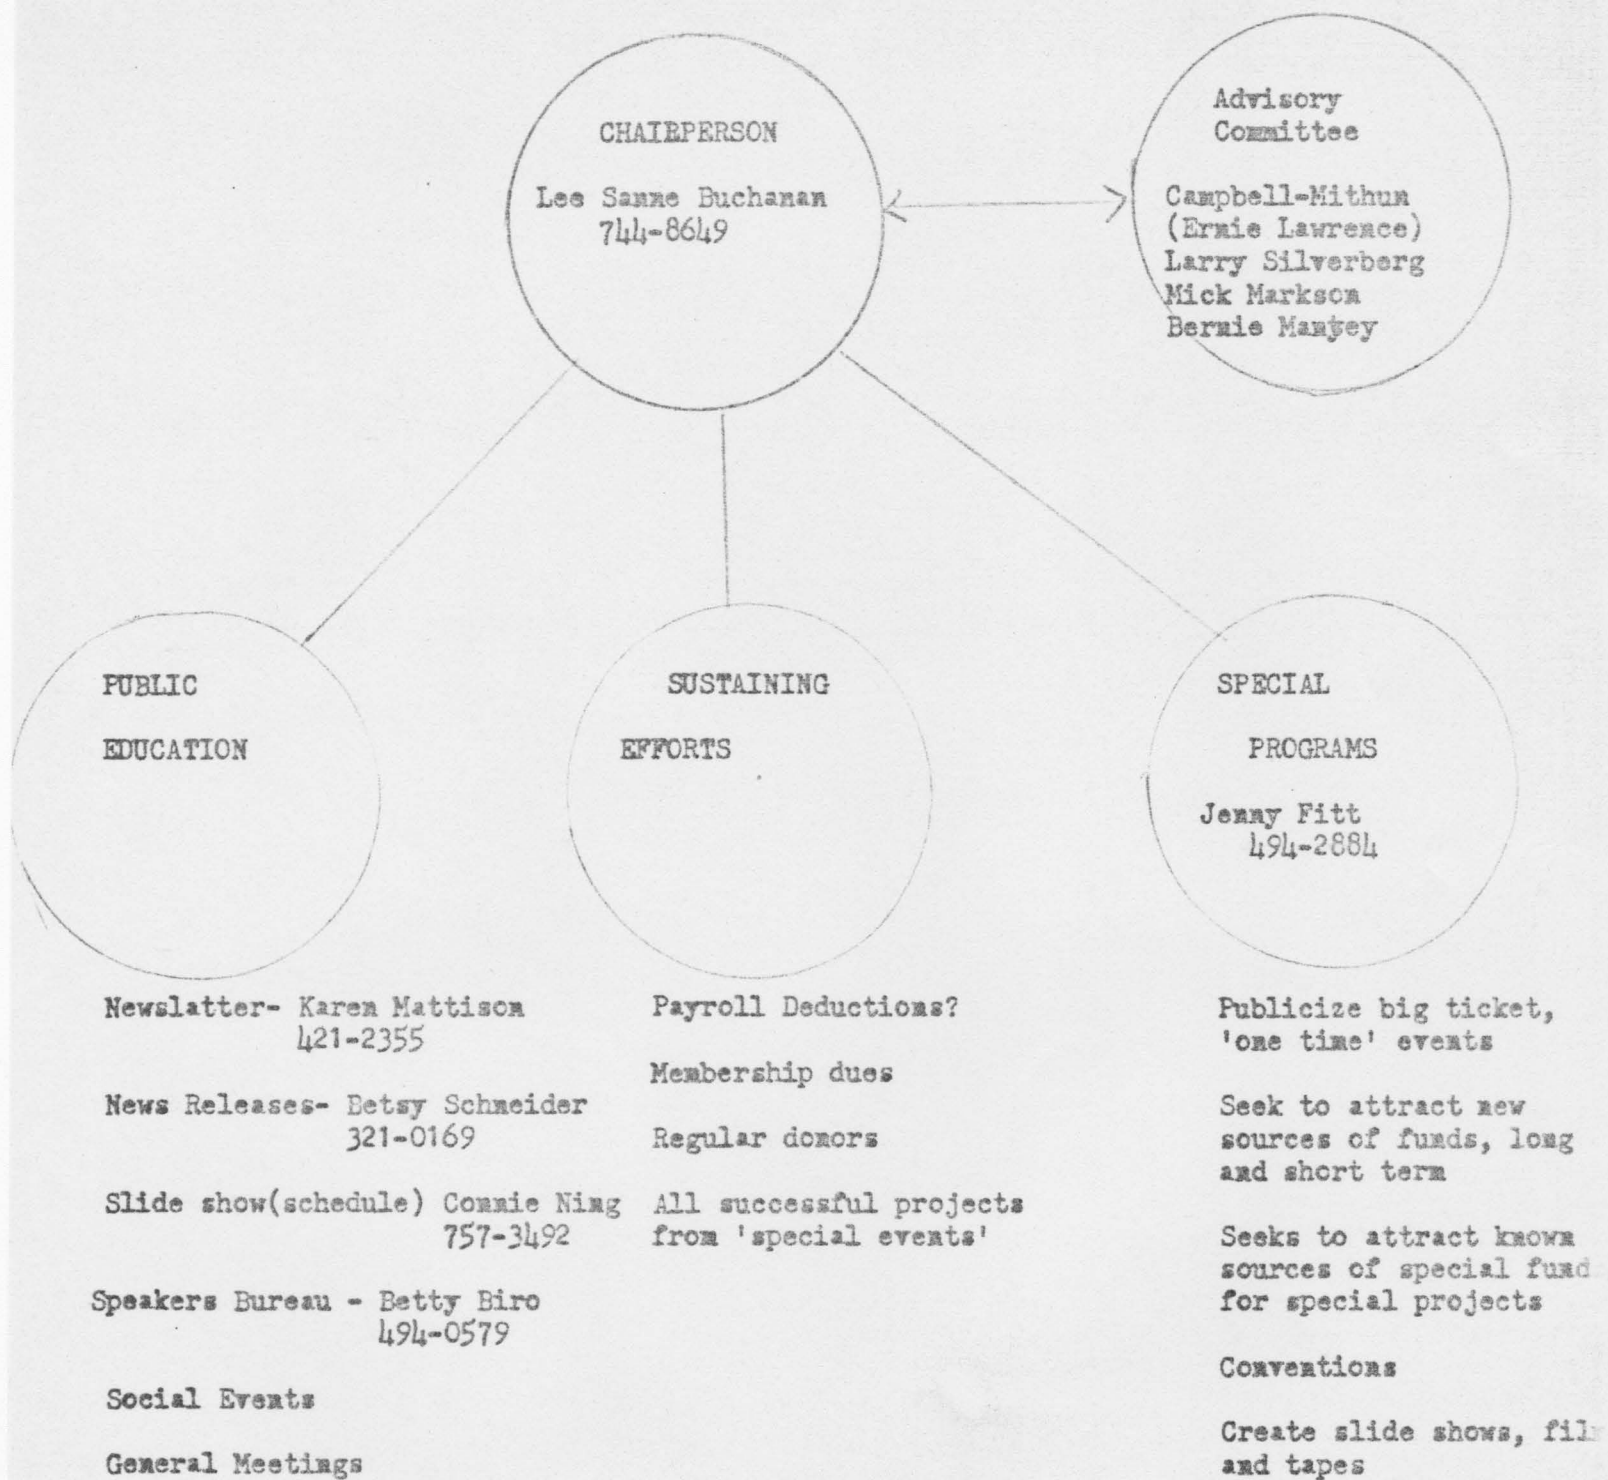 CHAIRPERSON
Lee Sanne Buchanan
744-8649
Advisory
Committee
Campbell-Mithun
(Ernie Lawrence)
Larry Silverberg
Mick Markson
Bernie Mantey
PUBLIC
EDUCATION
SUSTAINING
EFFORTS
SPECIAL
PROGRAMS
Jenny Fitt
494-2884
Newslatter- Karen Mattison
421-2355
News Releases- Betsy Schneider
321-0169
Slide show(schedule) Connie Ning
757-3492
Speakers Bureau - Betty Biro
494-0579
Social Events
General Meetings
Payroll Deductions?
Membership dues
Regular donors
All successful projects
from 'special events'
Publicize big ticket,
'one time' events
Seek to attract new
sources of funds, long
and short term
Seeks to attract known
sources of special fund
for special projects
Conventions
Create slide shows, fil
and tapes